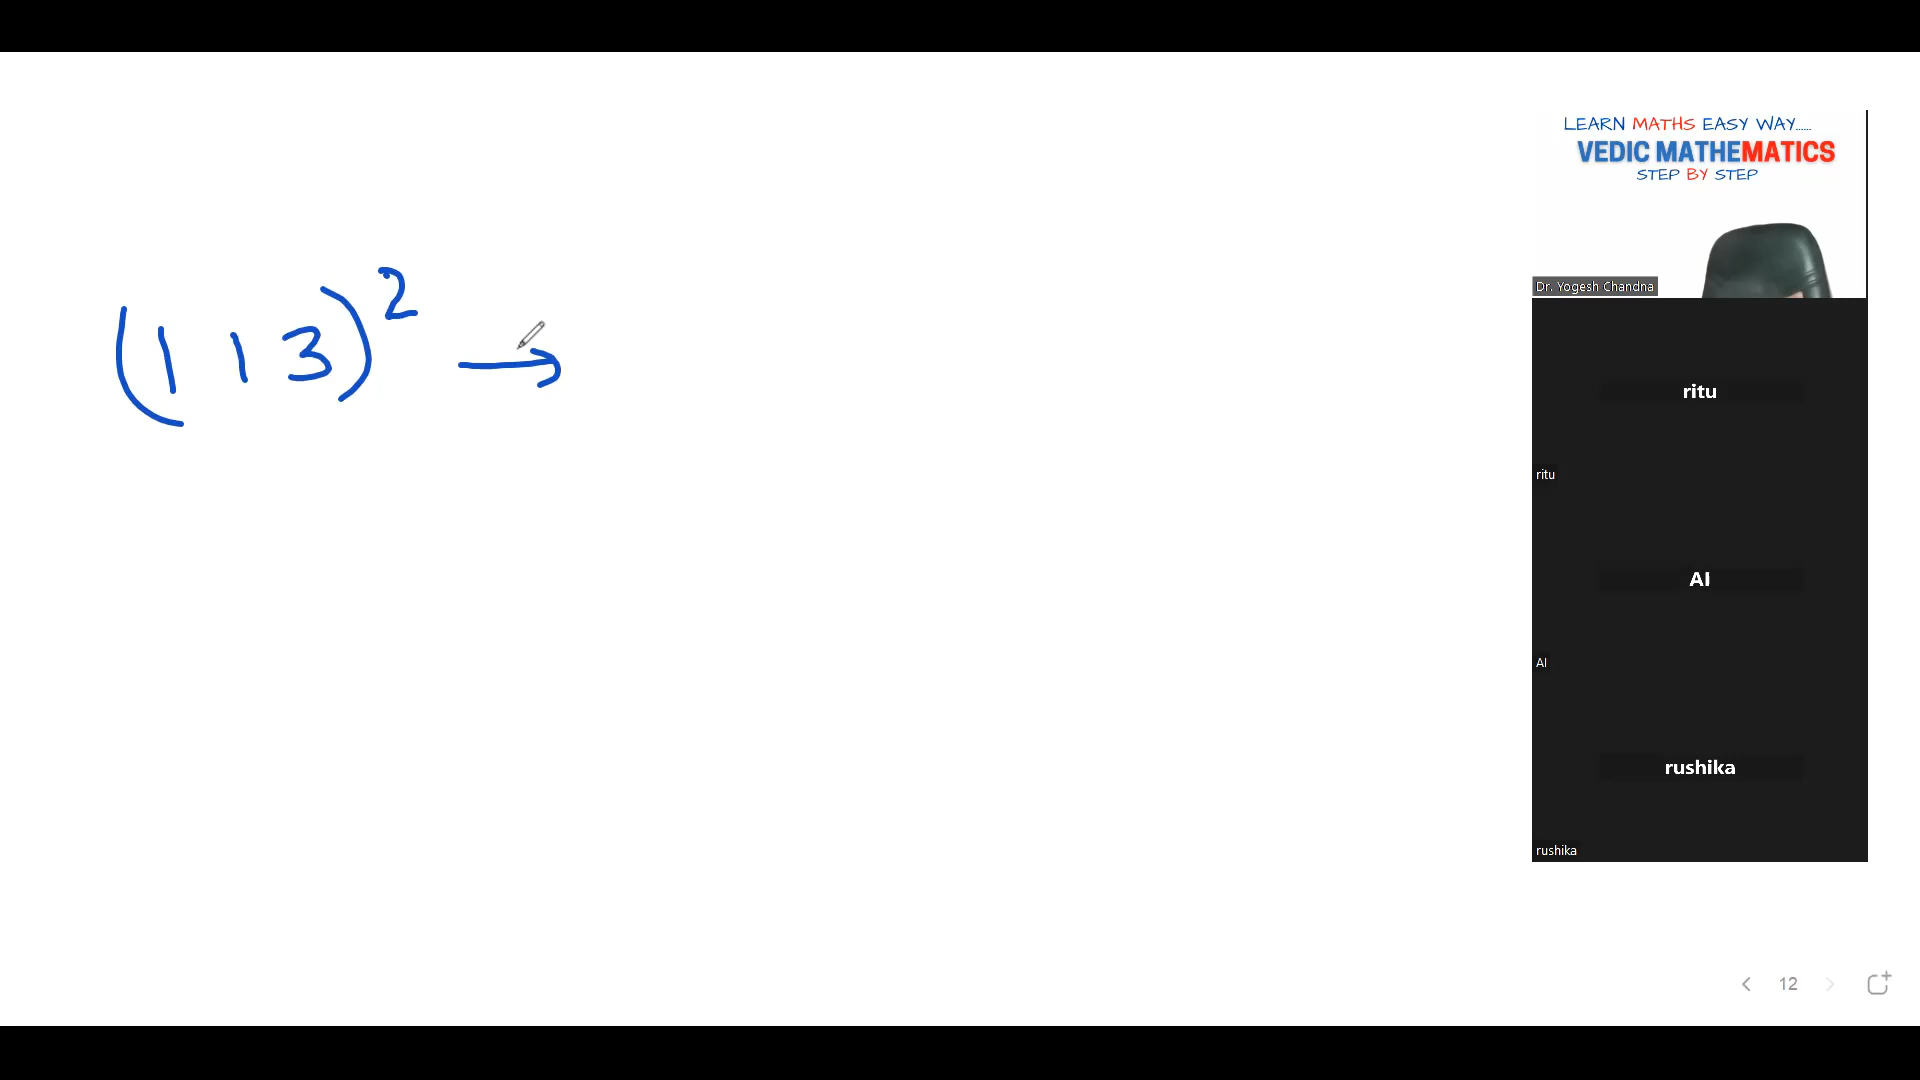 LEARN MATHS EASY WAY......
VEDIC MATHEMATICS
STEP BY STEP
Dr. Yogesh Chandna
(113)² →
ritu
ritu
AI
AI
rushika
rushika
12